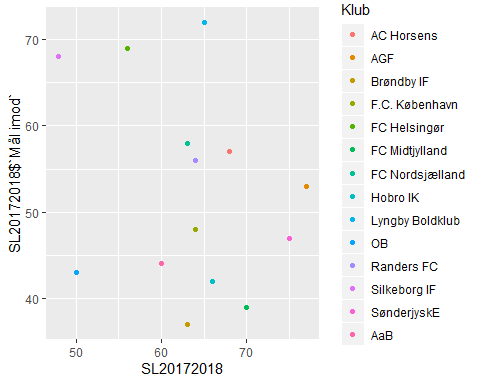 Klub
AC Horsens
AGF
Brøndby IF
F.C. København
FC Helsingør
FC Midtjylland
FC Nordsjælland
Hobro IK
Lyngby Boldklub
OB
Randers FC
Silkeborg IF
SønderjyskE
AaB
SL20172018$`Mål imod`
70
60
50
40
50
60
70
SL20172018